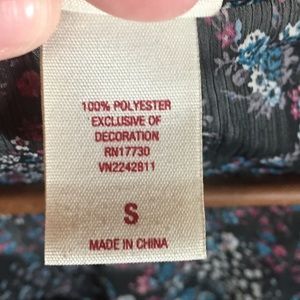 100% POLYESTER
EXCLUSIVE OF
DECORATION
RN17730
VN2242811
S
MADE IN CHINA